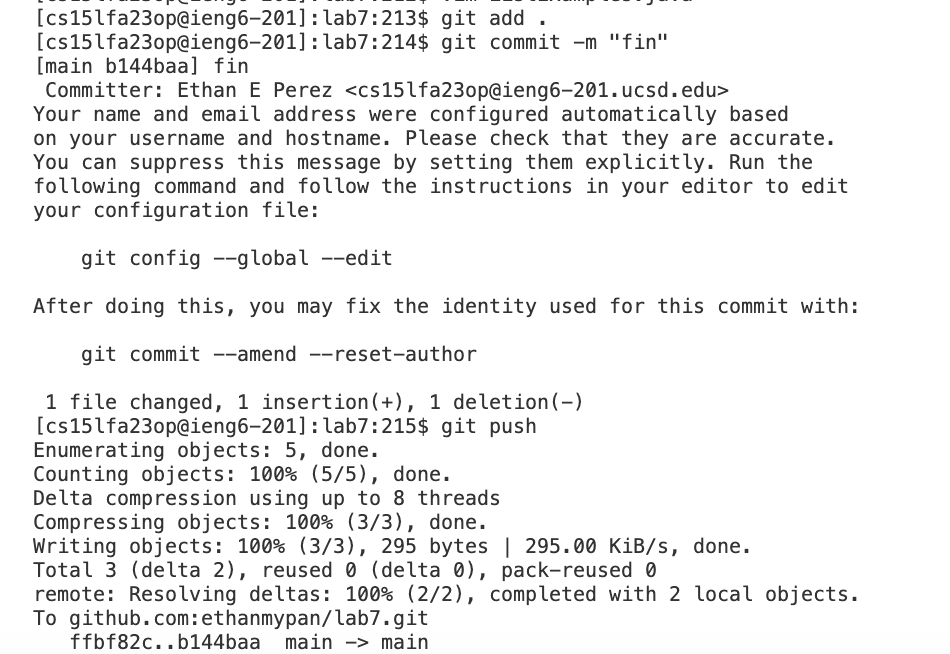 [cs15lfa23op@ieng6-201]:lab7:213$ git add .
[cs15lfa23op@ieng6-201]:lab7:214$ git commit -m "fin"
[main b144baa] fin
 Committer: Ethan E Perez <cs15lfa23op@ieng6-201.ucsd.edu>
Your name and email address were configured automatically based
on your username and hostname. Please check that they are accurate.
You can suppress this message by setting them explicitly. Run the
following command and follow the instructions in your editor to edit
your configuration file:

    git config --global --edit

After doing this, you may fix the identity used for this commit with:

    git commit --amend --reset-author

 1 file changed, 1 insertion(+), 1 deletion(-)
[cs15lfa23op@ieng6-201]:lab7:215$ git push
Enumerating objects: 5, done.
Counting objects: 100% (5/5), done.
Delta compression using up to 8 threads
Compressing objects: 100% (3/3), done.
Writing objects: 100% (3/3), 295 bytes | 295.00 KiB/s, done.
Total 3 (delta 2), reused 0 (delta 0), pack-reused 0
remote: Resolving deltas: 100% (2/2), completed with 2 local objects.
To github.com:ethanmypan/lab7.git
   ffbf82c..b144baa  main -> main